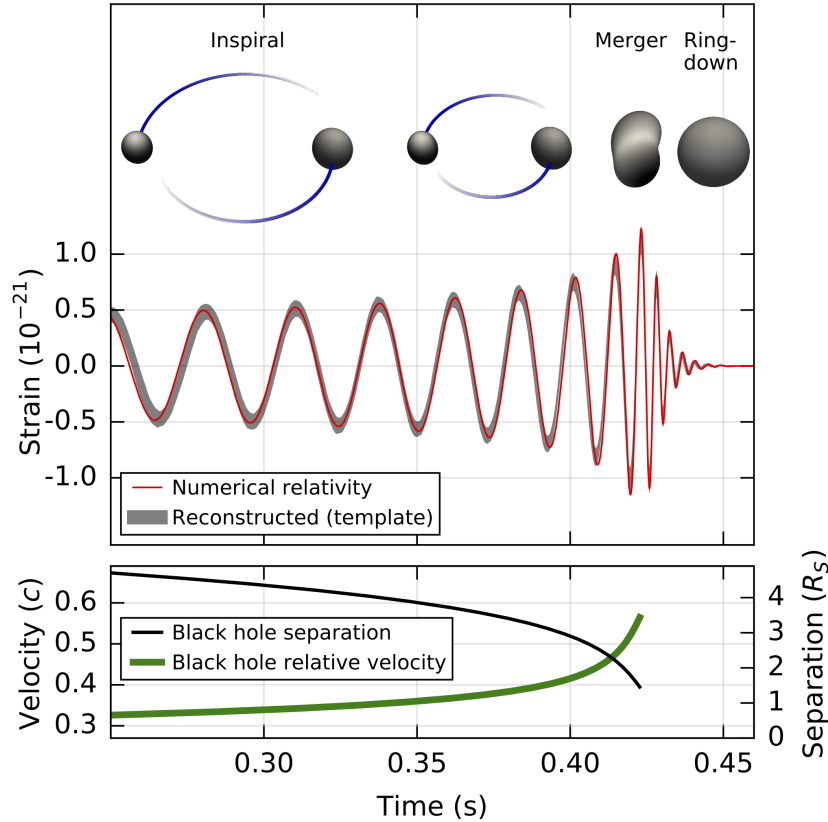 Inspiral
Merger
Ring-
down
Strain (10⁻²¹)
1.0
0.5
0.0
-0.5
-1.0
Numerical relativity
Reconstructed (template)
Velocity (c)
0.6
0.5
0.4
0.3
Black hole separation
Black hole relative velocity
Separation (R_S)
4
3
2
1
0
0.30
0.35
0.40
0.45
Time (s)